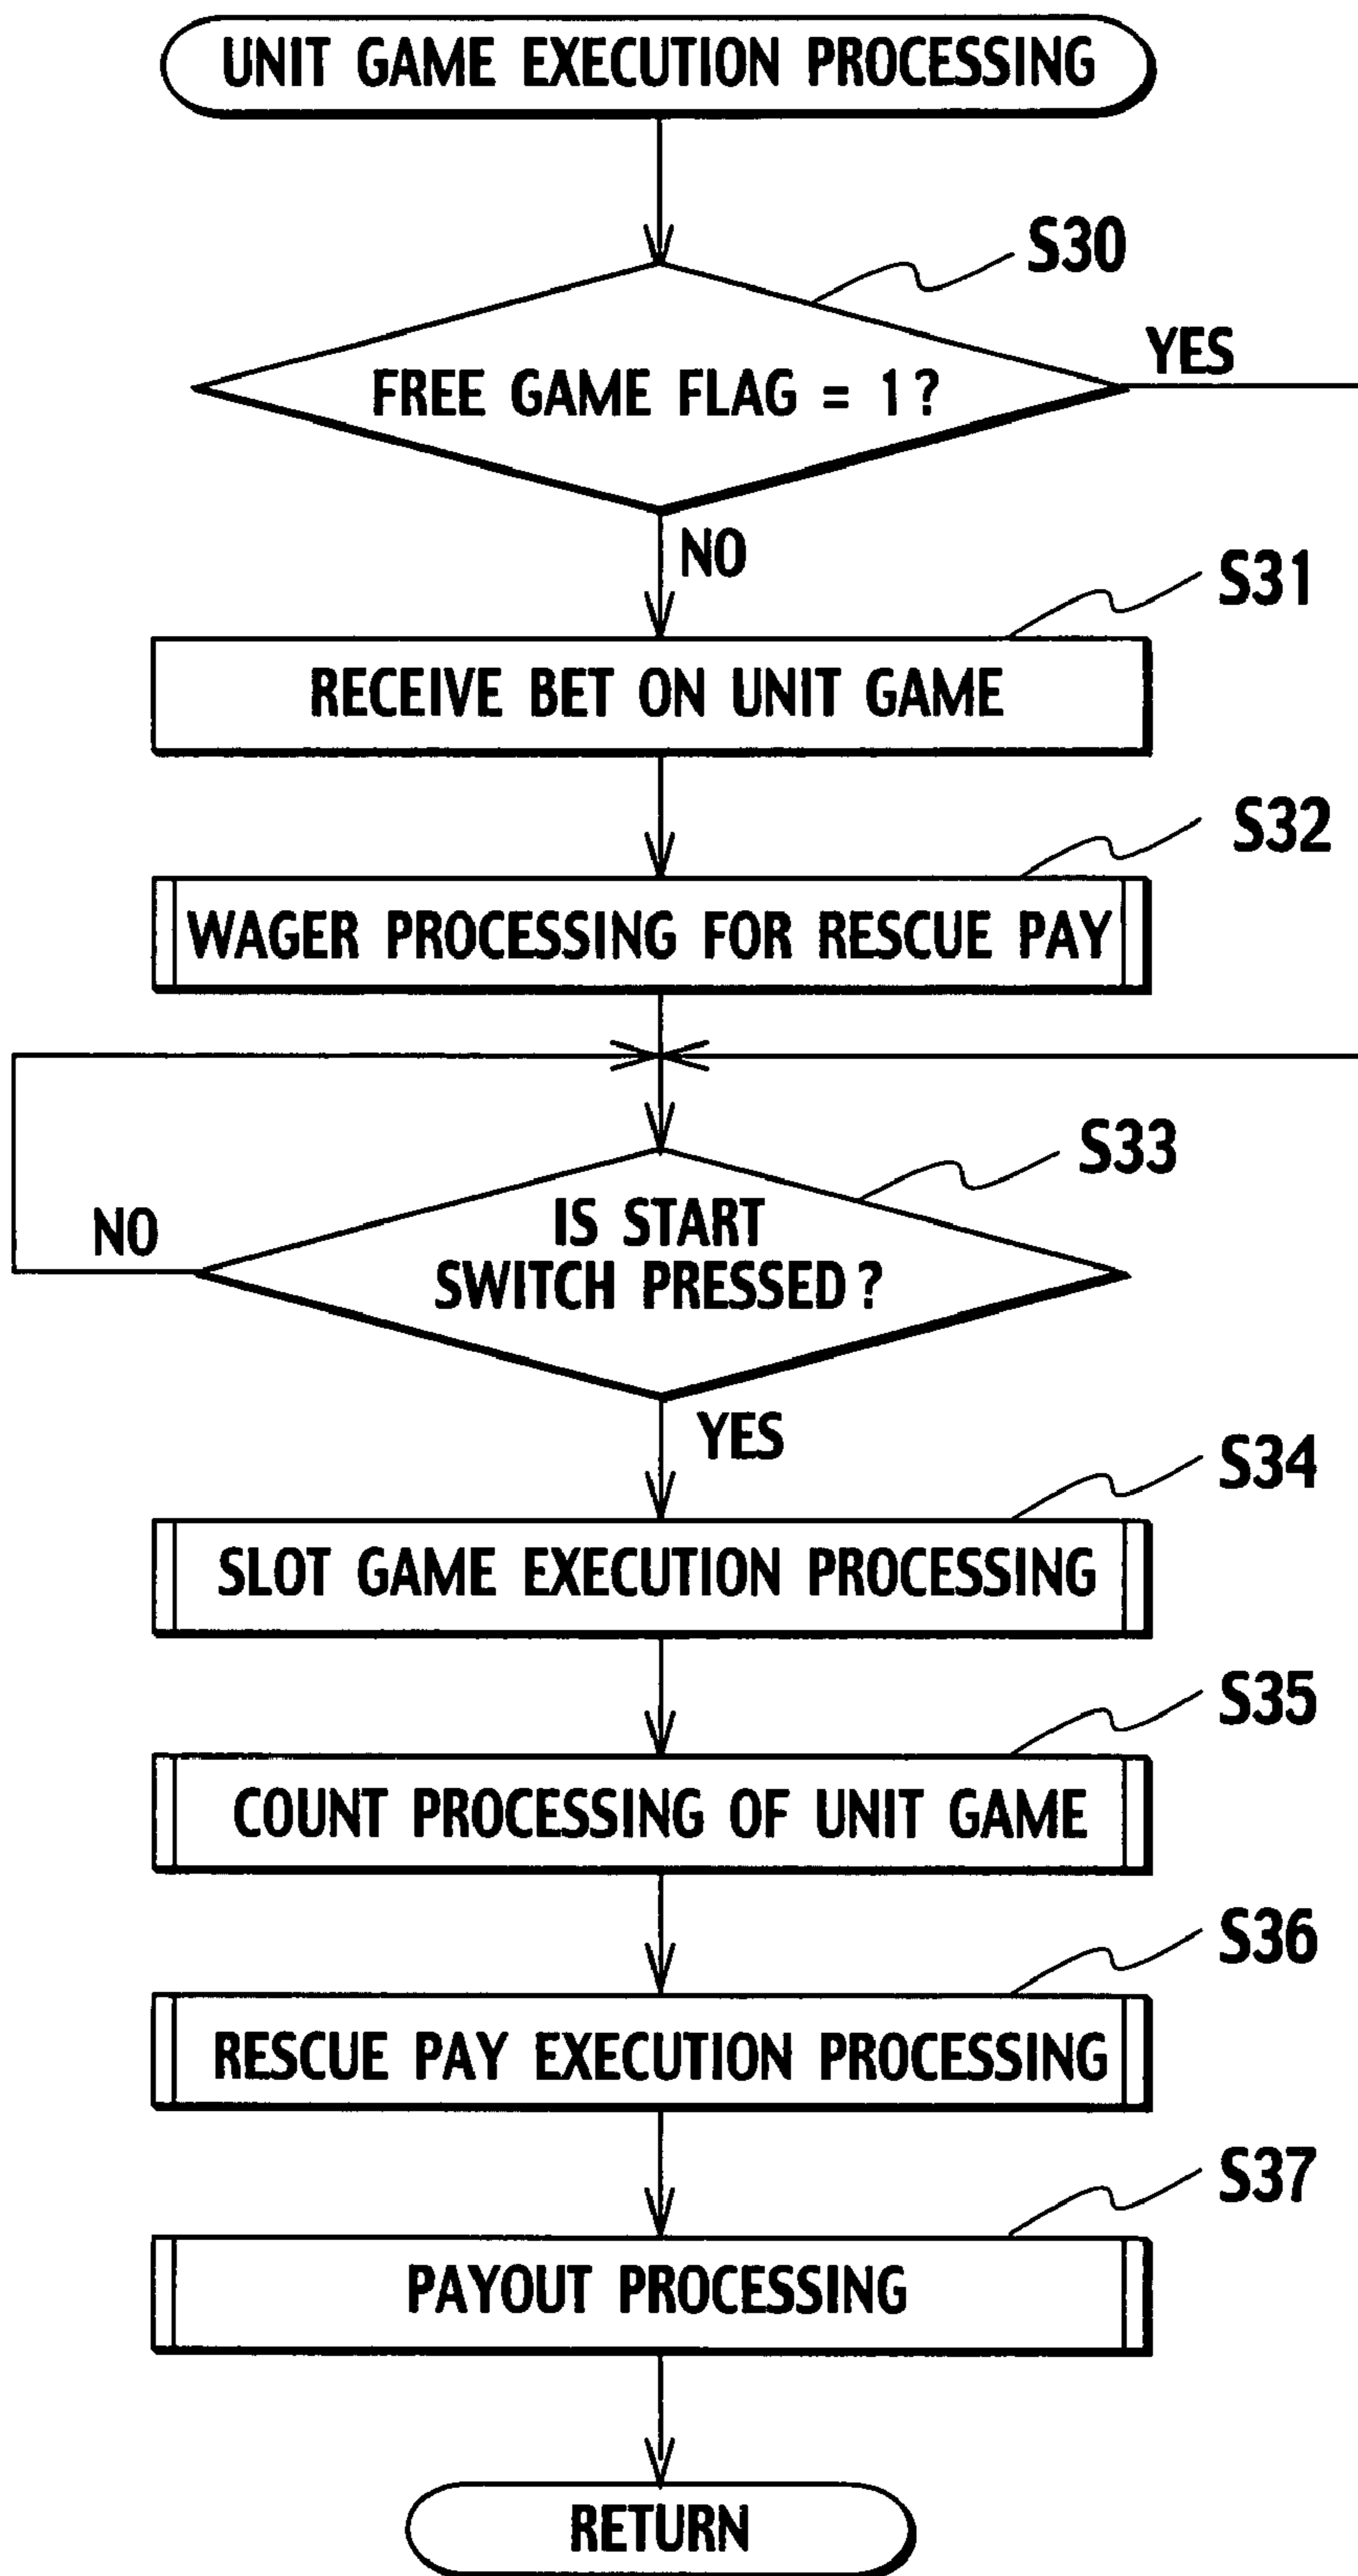 UNIT GAME EXECUTION PROCESSING
S30
FREE GAME FLAG = 1?
YES
NO
S31
RECEIVE BET ON UNIT GAME
S32
WAGER PROCESSING FOR RESCUE PAY
S33
IS START
SWITCH PRESSED?
NO
YES
S34
SLOT GAME EXECUTION PROCESSING
S35
COUNT PROCESSING OF UNIT GAME
S36
RESCUE PAY EXECUTION PROCESSING
S37
PAYOUT PROCESSING
RETURN